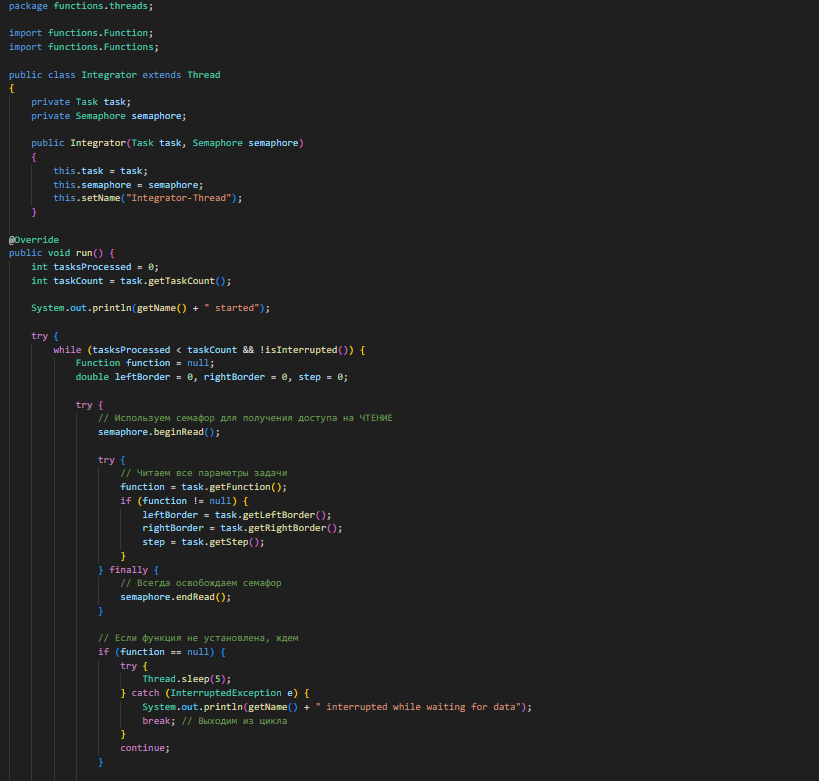 package functions.threads;
import functions.Function;
import functions.Functions;
public class Integrator extends Thread
{
private Task task;
private Semaphore semaphore;
public Integrator(Task task, Semaphore semaphore)
{
this.task = task;
this.semaphore = semaphore;
this.setName("Integrator-Thread");
}
@Override
public void run() {
int tasksProcessed = 0;
int taskCount = task.getTaskCount();
System.out.println(getName() + " started");
try {
while (tasksProcessed < taskCount && !isInterrupted()) {
Function function = null;
double leftBorder = 0, rightBorder = 0, step = 0;
try {
// Используем семафор для получения доступа на ЧТЕНИЕ
semaphore.beginRead();
try {
// Читаем все параметры задачи
function = task.getFunction();
if (function != null) {
leftBorder = task.getLeftBorder();
rightBorder = task.getRightBorder();
step = task.getStep();
}
} finally {
// Всегда освобождаем семафор
semaphore.endRead();
}
// Если функция не установлена, ждем
if (function == null) {
try {
Thread.sleep(5);
} catch (InterruptedException e) {
System.out.println(getName() + " interrupted while waiting for data");
break; // Выходим из цикла
}
continue;
}